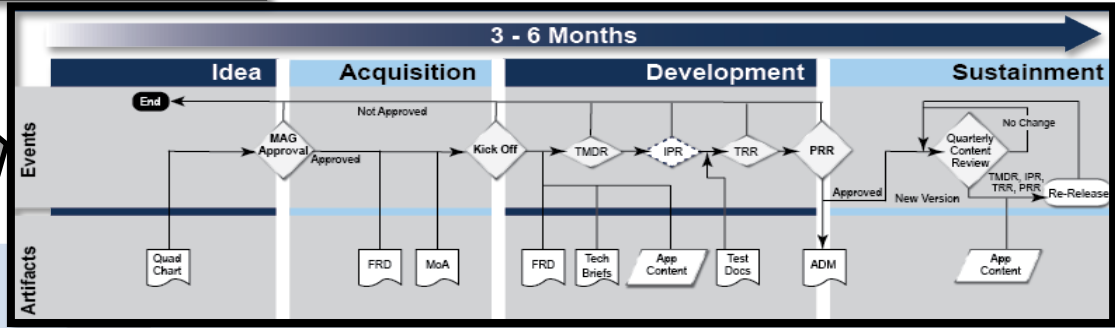 3 - 6 Months
Idea
Acquisition
Development
Sustainment
Events
End
Not Approved
MAG
Approval
Approved
Kick Off
TMDR
IPR
TRR
PRR
Approved
Quarterly
Content
Review
No Change
TMDR, IPR,
TRR, PRR
New Version
Re-Release
Artifacts
Quad
Chart
FRD
MoA
FRD
Tech
Briefs
App
Content
Test
Docs
ADM
App
Content